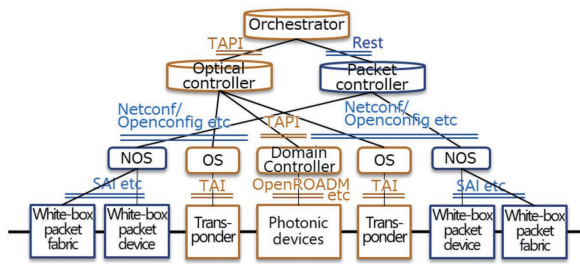 Orchestrator
TAPI
Rest
Optical
controller
Packet
controller
Netconf/
Openconfig etc
TAPI
Netconf/
Openconfig etc
NOS
OS
Domain
Controller
OS
NOS
SAI etc
TAI
OpenROADM
etc
TAI
SAI etc
White-box
packet
fabric
White-box
packet
device
Trans-
ponder
Photonic
devices
Trans-
ponder
White-box
packet
device
White-box
packet
fabric